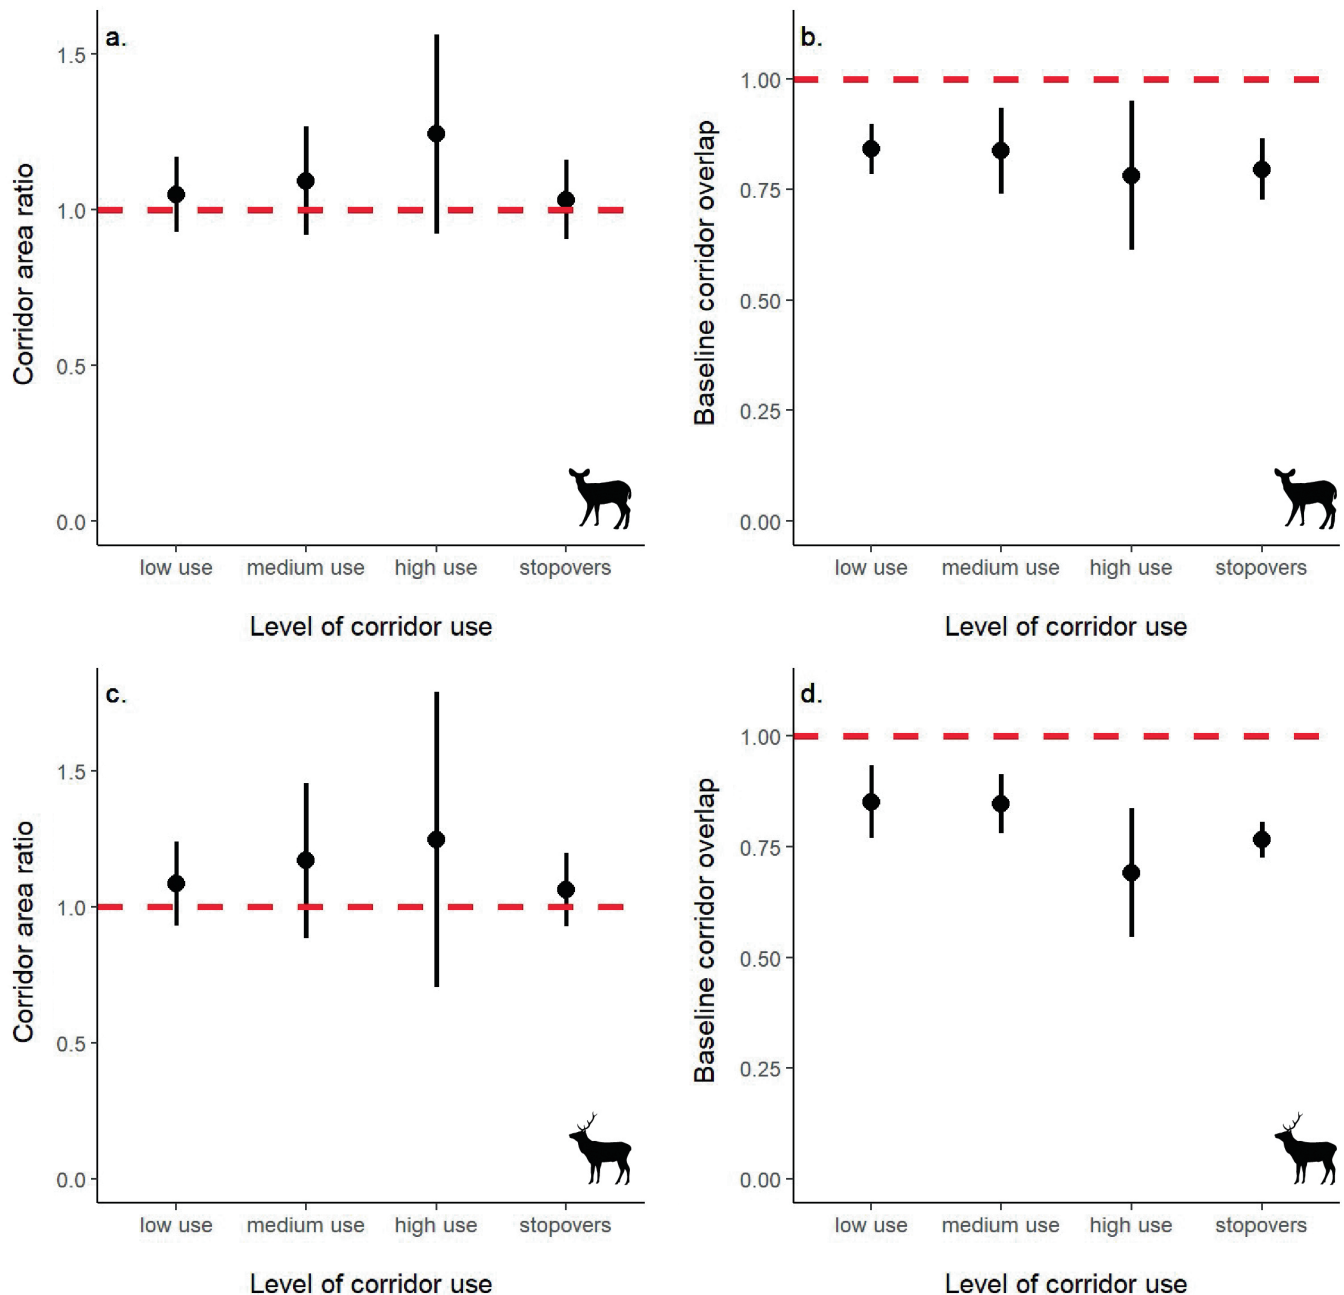 a.
Corridor area ratio
1.5
1.0
0.5
0.0
low use medium use high use stopovers
Level of corridor use
b.
Baseline corridor overlap
1.00
0.75
0.50
0.25
0.00
low use medium use high use stopovers
Level of corridor use
c.
Corridor area ratio
1.5
1.0
0.5
0.0
low use medium use high use stopovers
Level of corridor use
d.
Baseline corridor overlap
1.00
0.75
0.50
0.25
0.00
low use medium use high use stopovers
Level of corridor use